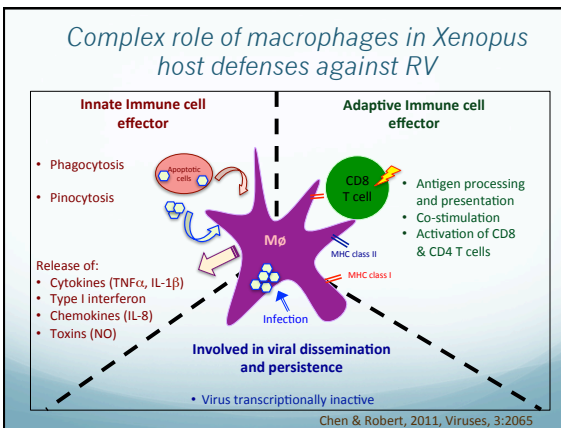 Complex role of macrophages in Xenopus
host defenses against RV
Innate Immune cell
effector
• Phagocytosis
• Pinocytosis
Apoptotic
cells
Release of:
• Cytokines (TNFα, IL-1β)
• Type I interferon
• Chemokines (IL-8)
• Toxins (NO)
Adaptive Immune cell
effector
CD8
T cell
• Antigen processing
and presentation
• Co-stimulation
• Activation of CD8
& CD4 T cells
Mø
MHC class II
MHC class I
Infection
Involved in viral dissemination
and persistence
• Virus transcriptionally inactive
Chen & Robert, 2011, Viruses, 3:2065